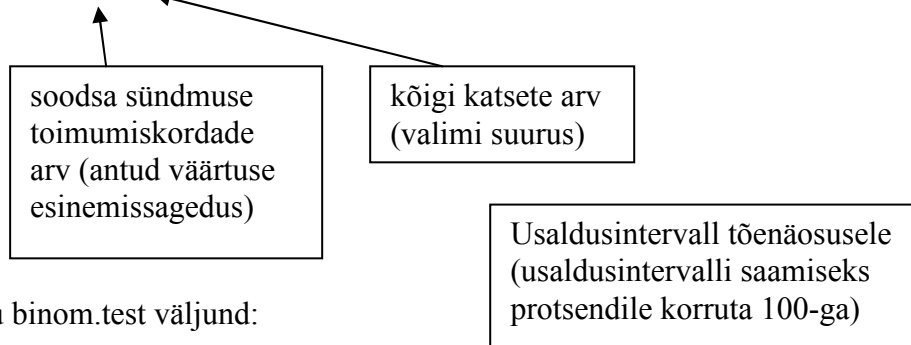 soodsa sündmuse
toimumiskordade
arv (antud väärtuse
esinemissagedus)
kõigi katsete arv
(valimi suurus)
Usaldusintervall tõenäosusele
(usaldusintervalli saamiseks
protsendile korruta 100-ga)
binom.test väljund: